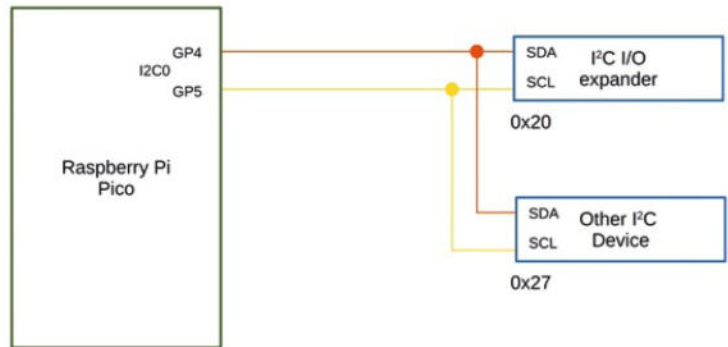 GP4
I2C0
GP5
Raspberry Pi
Pico
SDA
I²C I/O
SCL
expander
0x20
SDA
Other I²C
SCL
Device
0x27